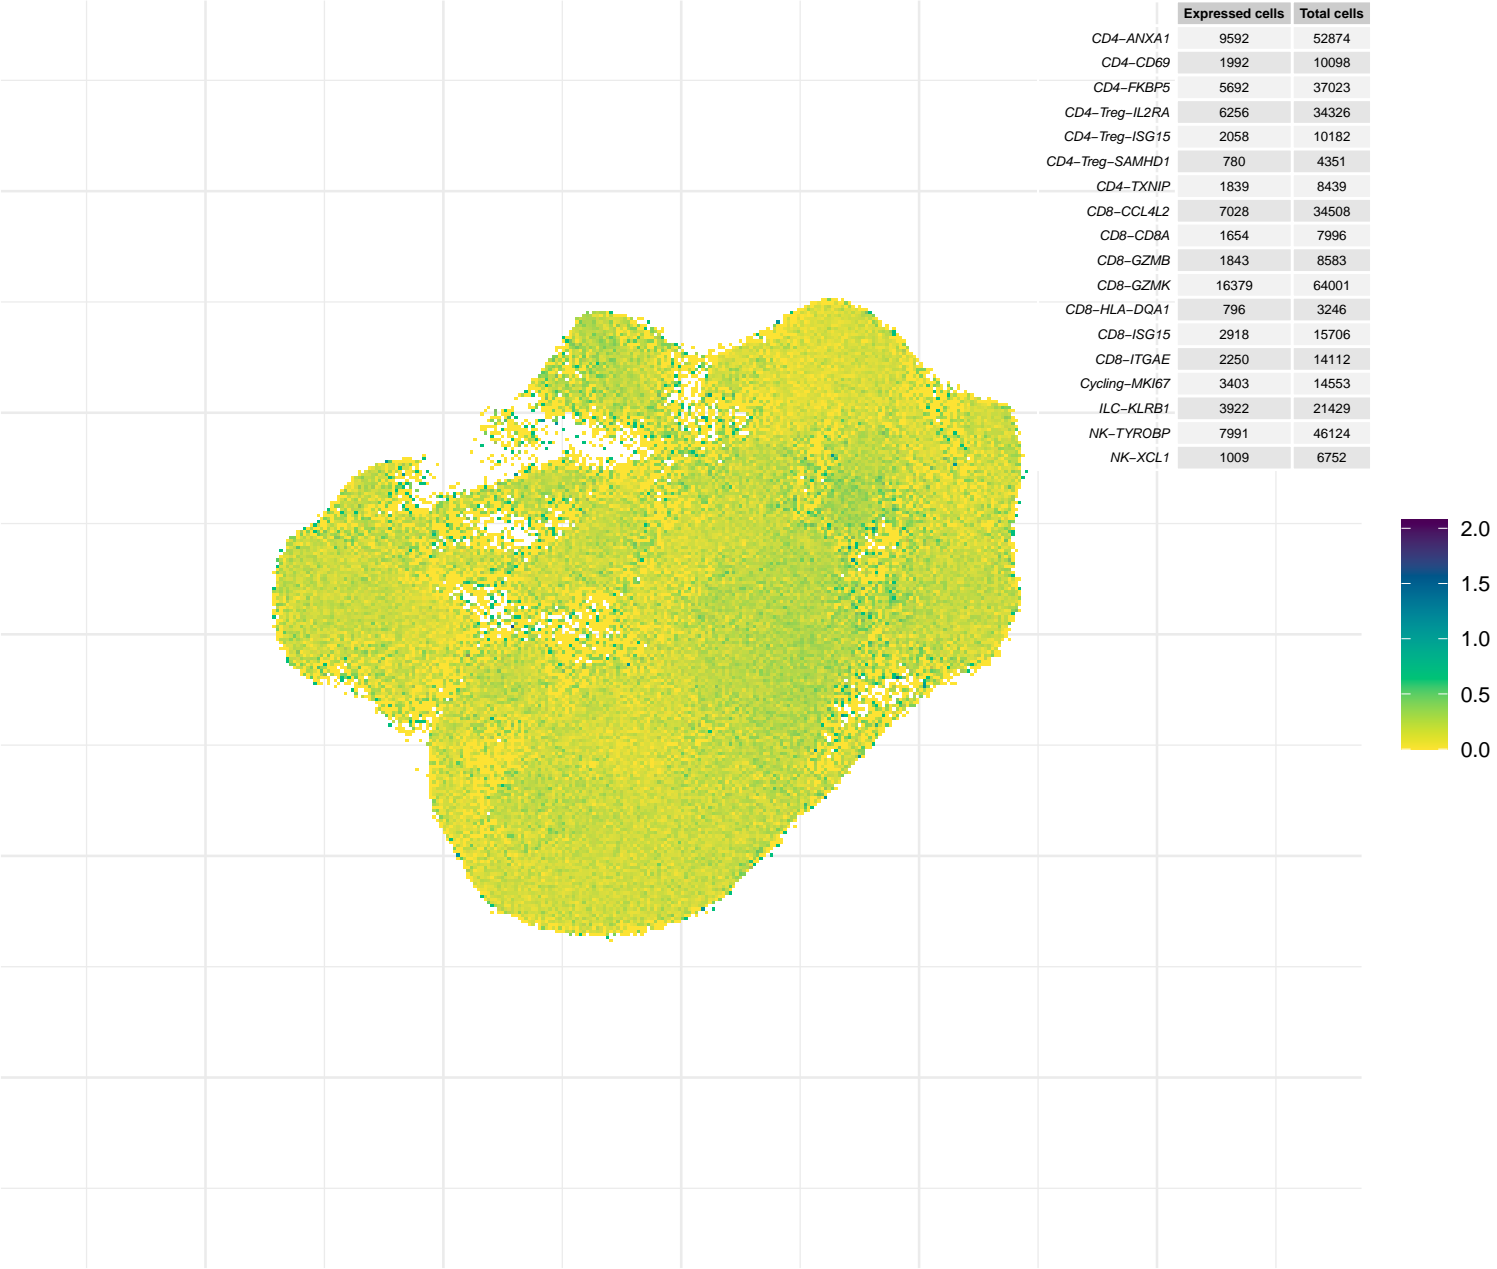 Expressed cells Total cells
CD4−ANXA1 9592 52874
CD4−CD69 1992 10098
CD4−FKBP5 5692 37023
CD4−Treg−IL2RA 6256 34326
CD4−Treg−ISG15 2058 10182
CD4−Treg−SAMHD1 780 4351
CD4−TXNIP 1839 8439
CD8−CCL4L2 7028 34508
CD8−CD8A 1654 7996
CD8−GZMB 1843 8583
CD8−GZMK 16379 64001
CD8−HLA−DQA1 796 3246
CD8−ISG15 2918 15706
CD8−ITGAE 2250 14112
Cycling−MKI67 3403 14553
ILC−KLRB1 3922 21429
NK−TYROBP 7991 46124
NK−XCL1 1009 6752
2.0
1.5
1.0
0.5
0.0